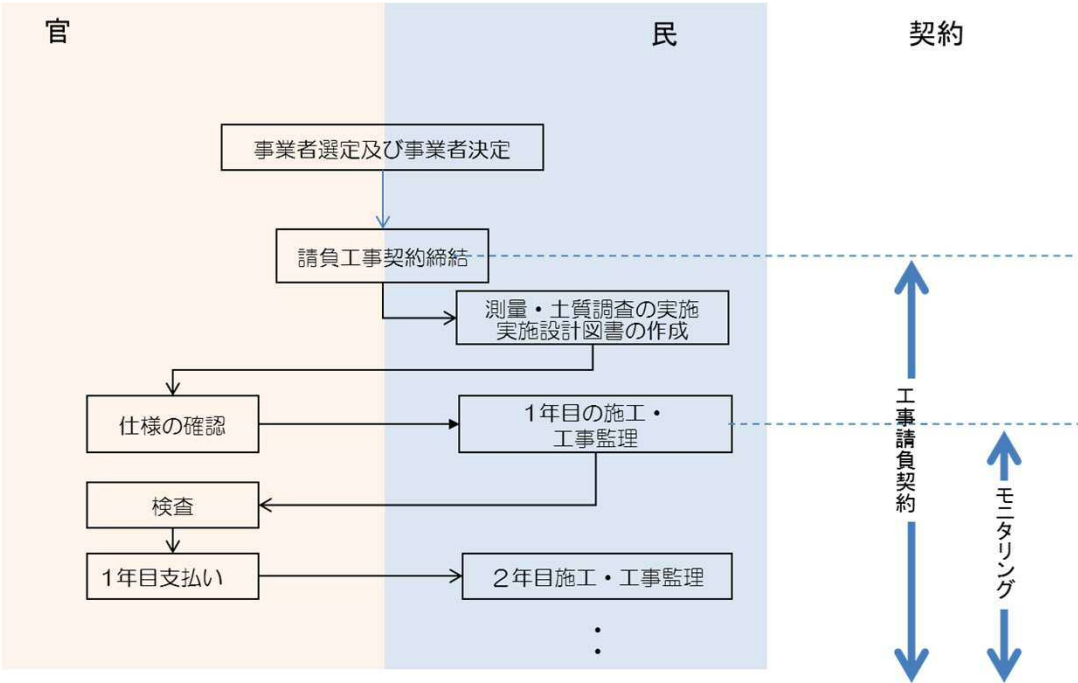 官
民
契約
事業者選定及び事業者決定
請負工事契約締結
測量・土質調査の実施
実施設計図書の作成
仕様の確認
1年目の施工・
工事監理
検査
1年目支払い
2年目施工・工事監理
：
工事請負契約
モニタリング